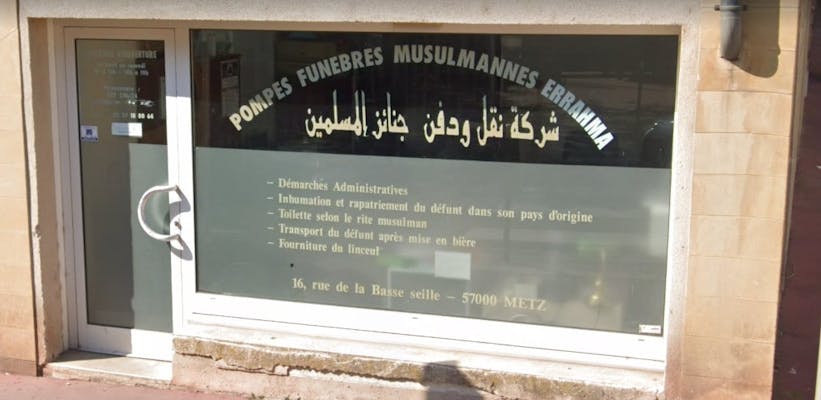 POMPES FUNEBRES MUSULMANNES ERRAHMA
شركة نقل ودفن جنائز المسلمين
– Démarches Administratives
– Inhumation et rapatriement du défunt dans son pays d'origine
– Toilette selon le rite musulman
– Transport du défunt après mise en bière
– Fourniture du linceul
16, rue de la Basse seille – 57000 METZ